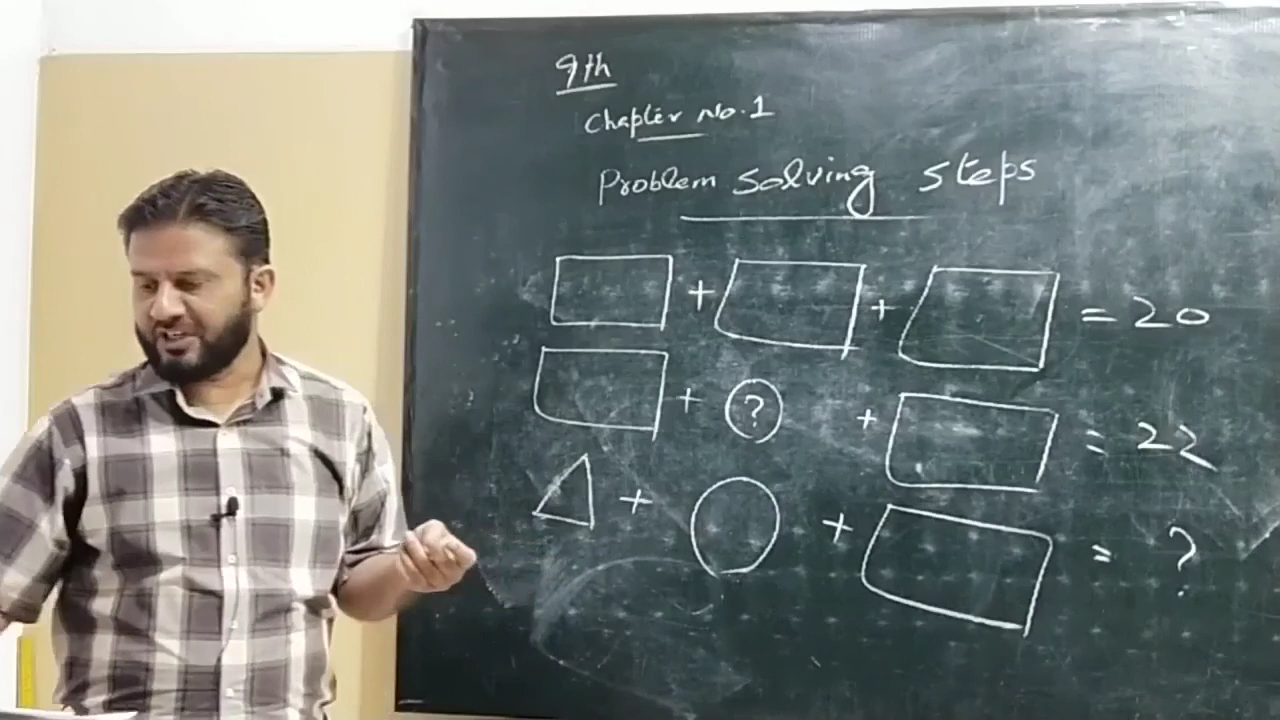 9th
Chapter No. 1
Problem Solving Steps
+ + = 20
+ ? + = 22
+ + = ?